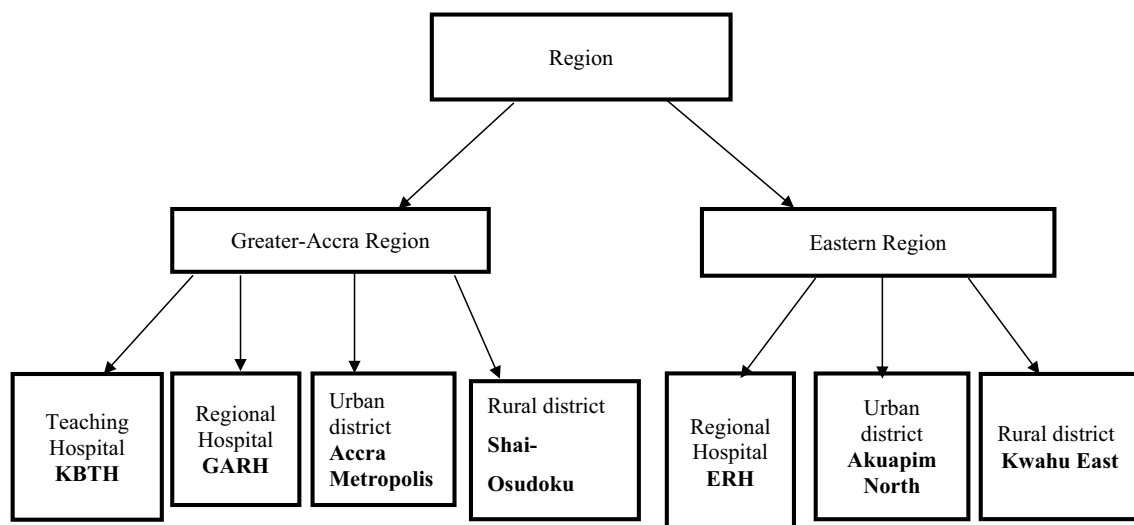 Region
Greater-Accra Region
Eastern Region
Teaching
Hospital
KBTH
Regional
Hospital
GARH
Urban
district
Accra
Metropolis
Rural district
Shai-
Osudoku
Regional
Hospital
ERH
Urban
district
Akuapim
North
Rural district
Kwahu East